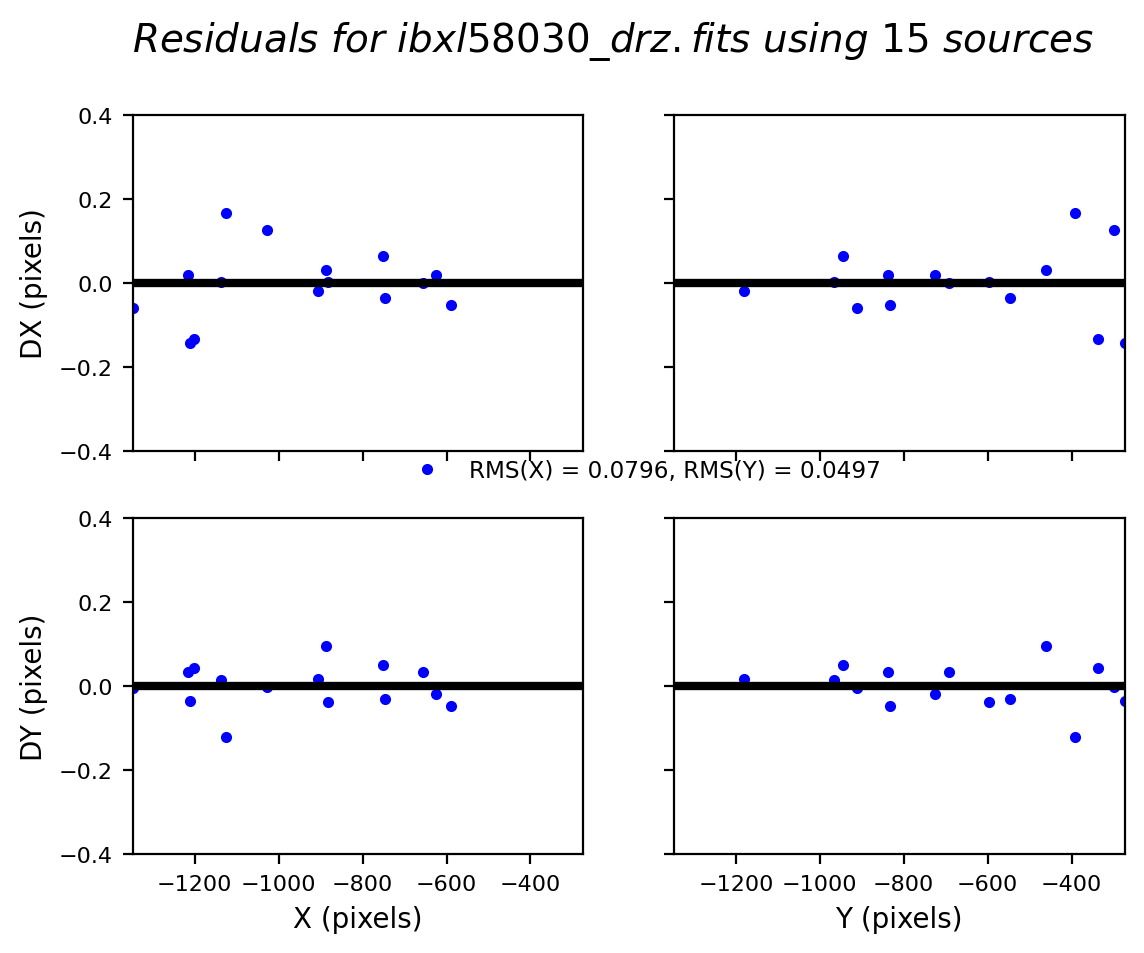 Residuals for ibxl58030_drz.fits using 15 sources
0.4
0.2
0.0
−0.2
−0.4
DX (pixels)
RMS(X) = 0.0796, RMS(Y) = 0.0497
0.4
0.2
0.0
−0.2
−0.4
DY (pixels)
−1200 −1000 −800 −600 −400
X (pixels)
−1200 −1000 −800 −600 −400
Y (pixels)